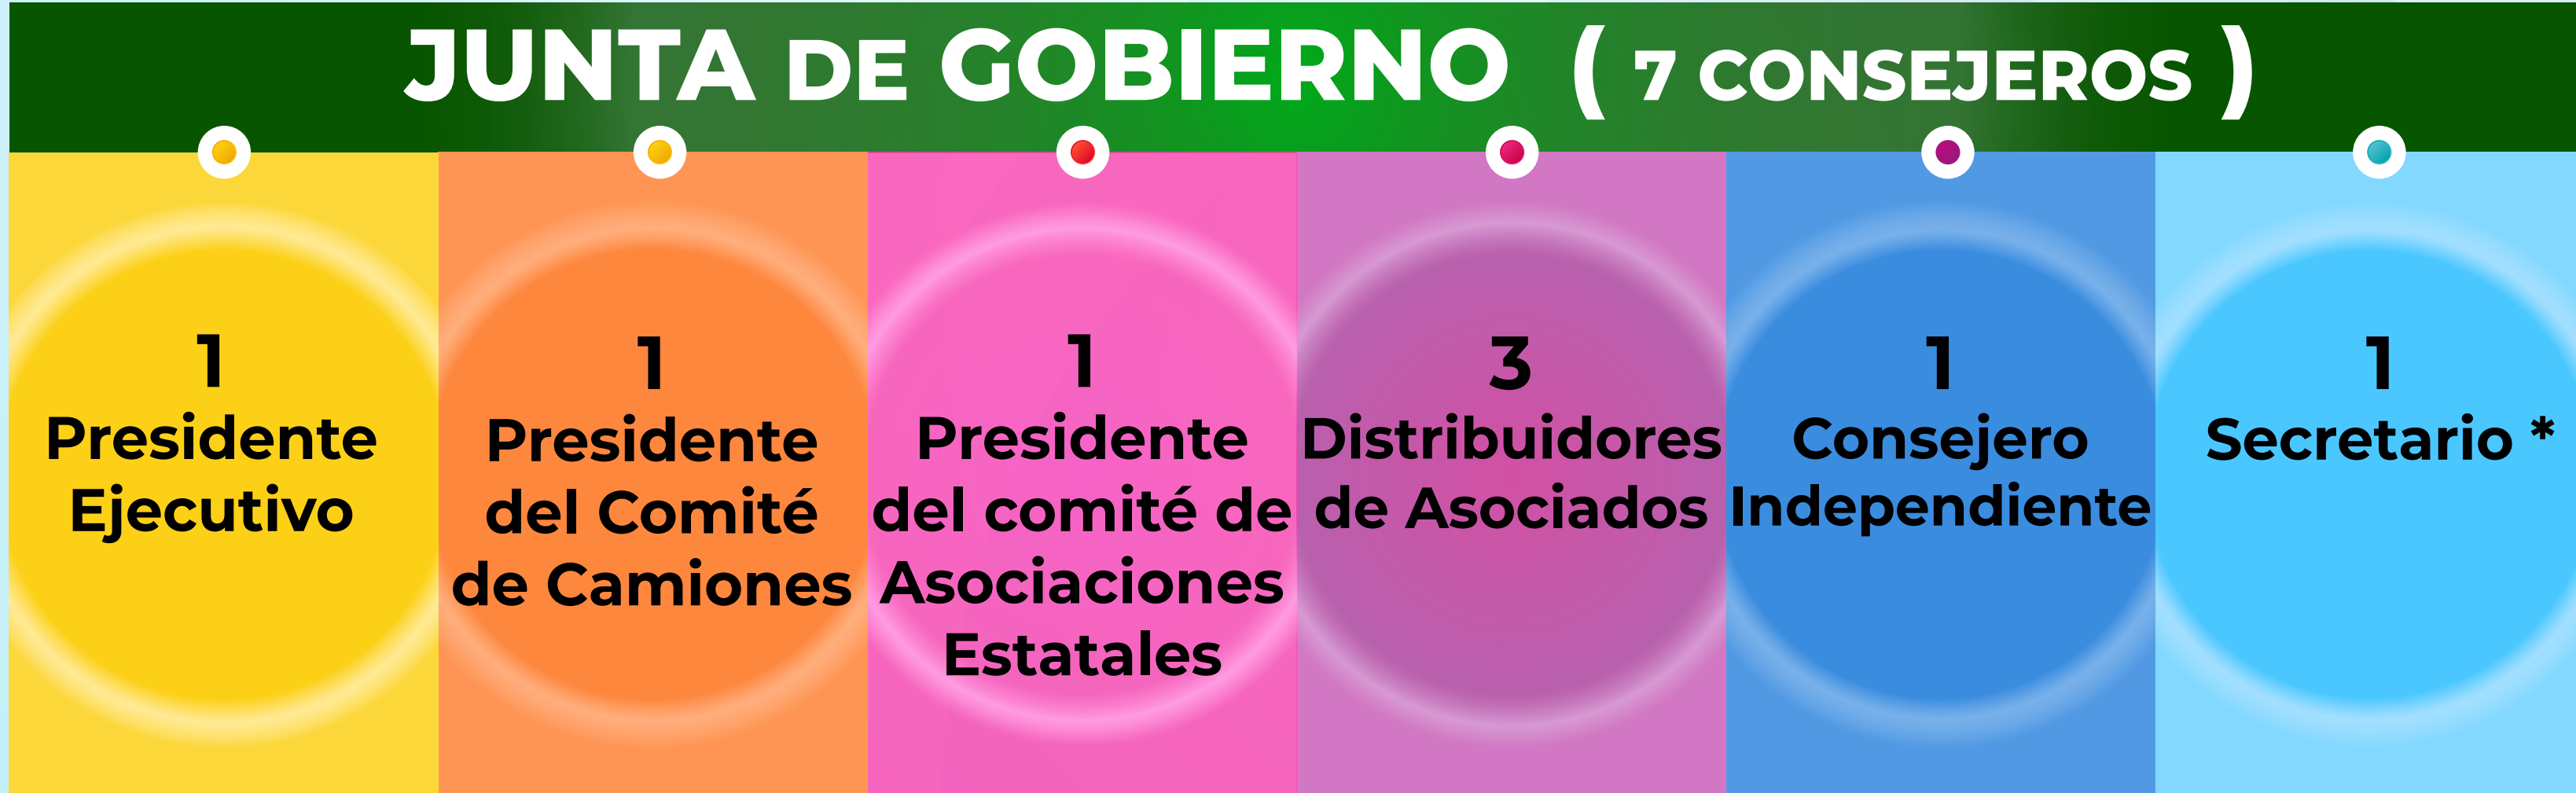 JUNTA DE GOBIERNO ( 7 CONSEJEROS )
1
Presidente
Ejecutivo
1
Presidente
del Comité
de Camiones
1
Presidente
del comité de
Asociaciones
Estatales
3
Distribuidores
de Asociados
1
Consejero
Independiente
1
Secretario *